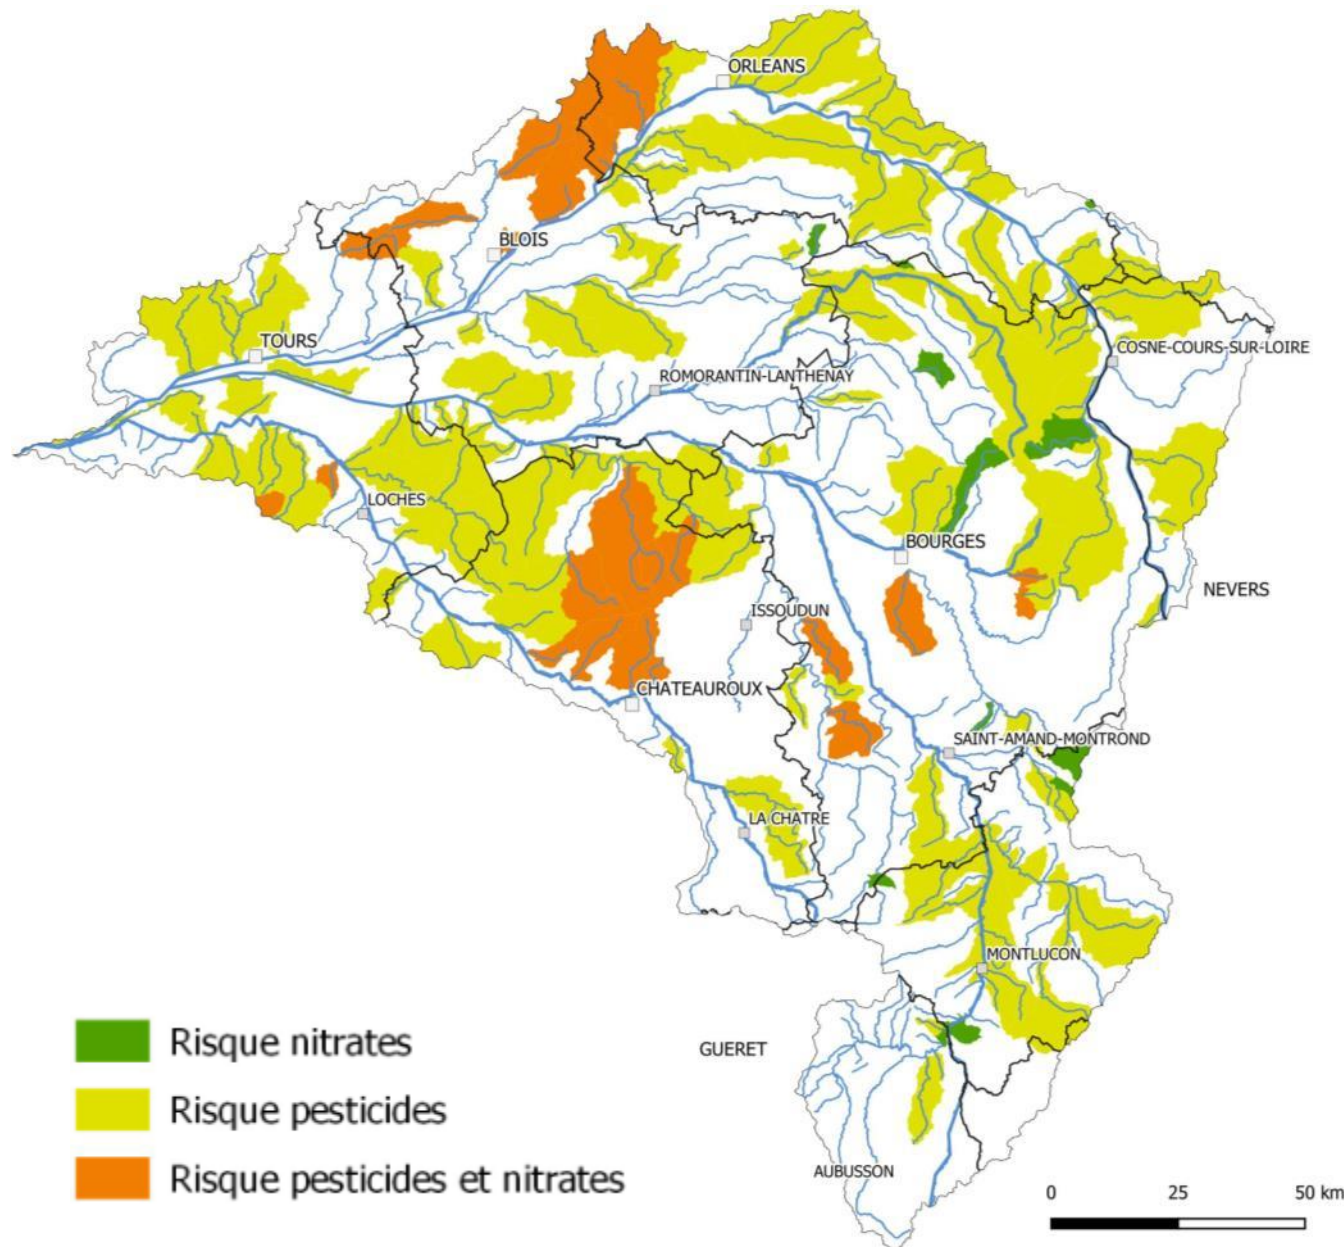 ORLEANS
BLOIS
TOURS
COSNE-COURS-SUR-LOIRE
ROMORANTIN-LANTHENAY
LOCHES
BOURGES
NEVERS
ISSOUDUN
CHATEAUROUX
SAINT-AMAND-MONTROND
LA CHATRE
MONTLUCON
GUERET
AUBUSSON
Risque nitrates
Risque pesticides
Risque pesticides et nitrates
0 25 50 km